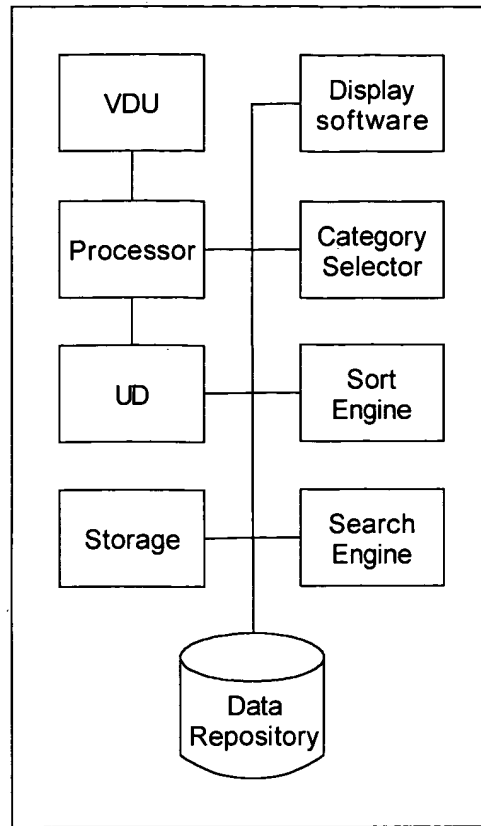 VDU
Display
software
Processor
Category
Selector
UD
Sort
Engine
Storage
Search
Engine
Data
Repository